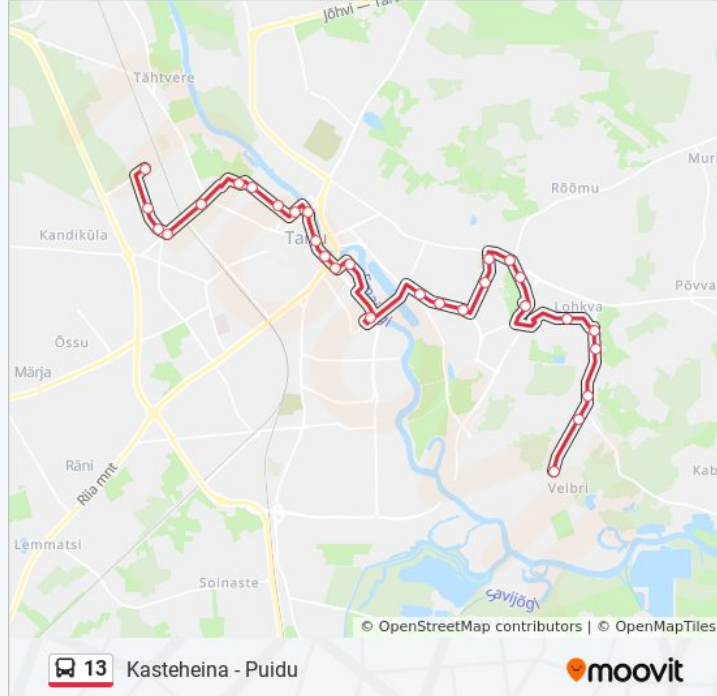 Jõhvi — Tar
Tähtvere
Muri
Rõõmu
Kandiküla
Tartu
Lohkva
Põvva
Õssu
Märja
Räni
Riia mnt
Veibri
Kab
Lemmatsi
Soinaste
Savijõgi
© OpenStreetMap contributors | © OpenMapTiles
13 Kasteheina - Puidu
moovit